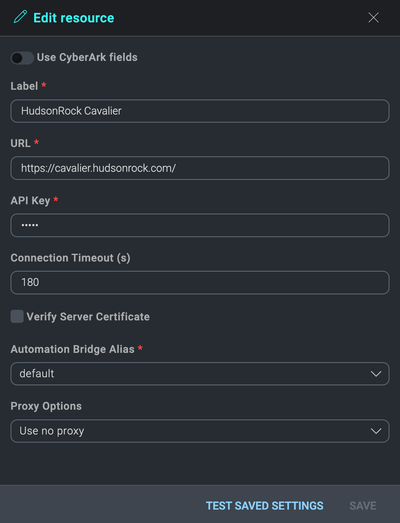 Edit resource
Use CyberArk fields
Label *
HudsonRock Cavalier
URL *
https://cavalier.hudsonrock.com/
API Key *
•••••
Connection Timeout (s)
180
Verify Server Certificate
Automation Bridge Alias *
default
Proxy Options
Use no proxy
TEST SAVED SETTINGS SAVE